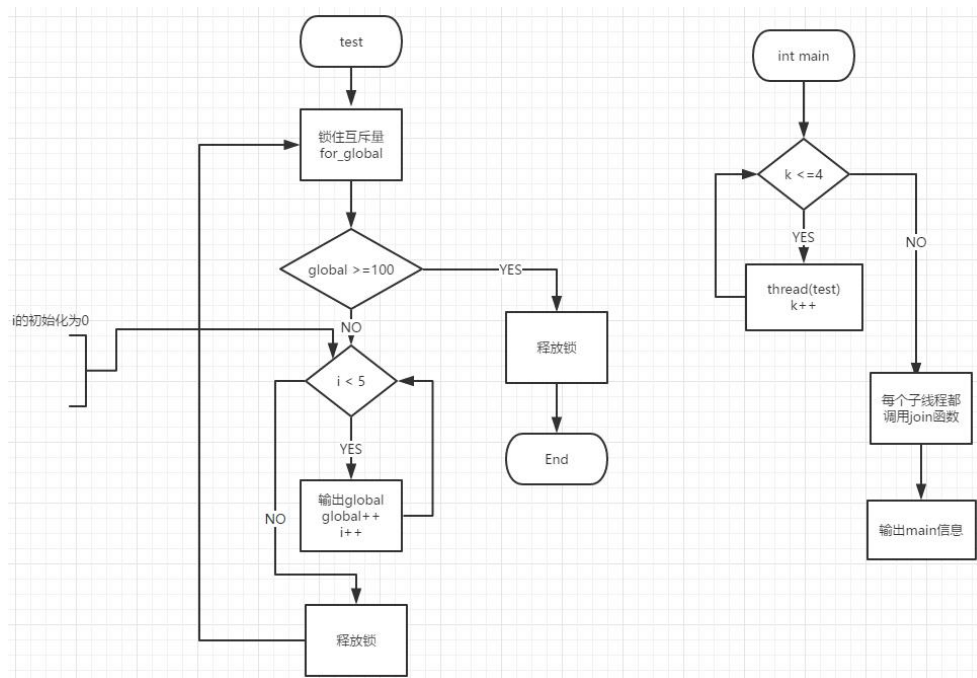 test
锁住互斥量
for_global
global >=100
YES
NO
i的初始化为0
i < 5
YES
输出global
global++
i++
NO
释放锁
释放锁
End
int main
k <=4
YES
NO
thread(test)
k++
每个子线程都
调用join函数
输出main信息